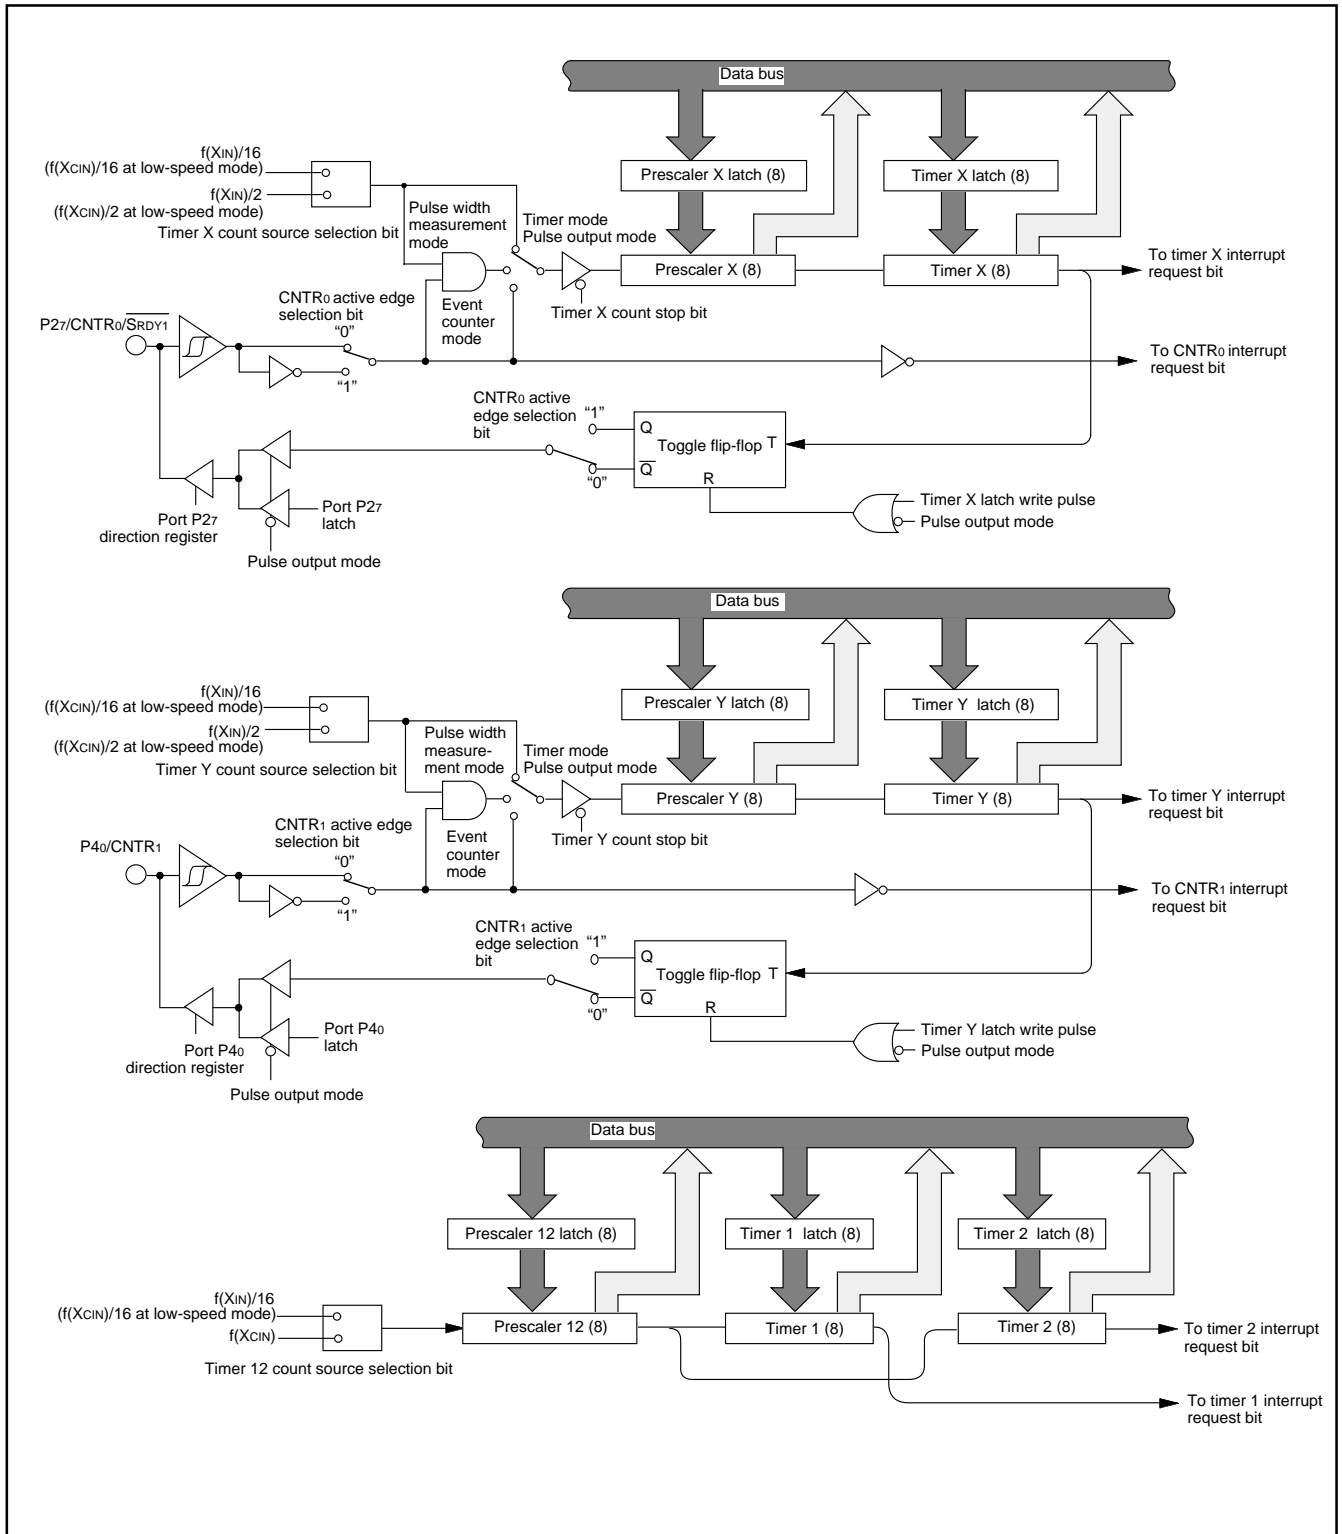 Data bus
f(XIN)/16
(f(XCIN)/16 at low-speed mode)
f(XIN)/2
(f(XCIN)/2 at low-speed mode)
Timer X count source selection bit
Prescaler X latch (8)
Timer X latch (8)
Pulse width
measurement
mode
Timer mode
Pulse output mode
Prescaler X (8)
Timer X (8)
To timer X interrupt
request bit
Timer X count stop bit
CNTR0 active edge
selection bit
Event
counter
mode
P27/CNTR0/SRDY1
“0”
“1”
To CNTR0 interrupt
request bit
CNTR0 active
edge selection
bit
“1”
Q
Toggle flip-flop
T
Q
“0”
R
Port P27
latch
Port P27
direction register
Pulse output mode
Timer X latch write pulse
Pulse output mode
Data bus
f(XIN)/16
(f(XCIN)/16 at low-speed mode)
f(XIN)/2
(f(XCIN)/2 at low-speed mode)
Timer Y count source selection bit
Prescaler Y latch (8)
Timer Y latch (8)
Pulse width
measure-
ment mode
Timer mode
Pulse output mode
Prescaler Y (8)
Timer Y (8)
To timer Y interrupt
request bit
Timer Y count stop bit
CNTR1 active edge
selection bit
Event
counter
mode
P40/CNTR1
“0”
“1”
To CNTR1 interrupt
request bit
CNTR1 active
edge selection
bit
“1”
Q
Toggle flip-flop
T
Q
“0”
R
Port P40
latch
Port P40
direction register
Pulse output mode
Timer Y latch write pulse
Pulse output mode
Data bus
Prescaler 12 latch (8)
Timer 1 latch (8)
Timer 2 latch (8)
f(XIN)/16
(f(XCIN)/16 at low-speed mode)
f(XCIN)
Timer 12 count source selection bit
Prescaler 12 (8)
Timer 1 (8)
Timer 2 (8)
To timer 2 interrupt
request bit
To timer 1 interrupt
request bit